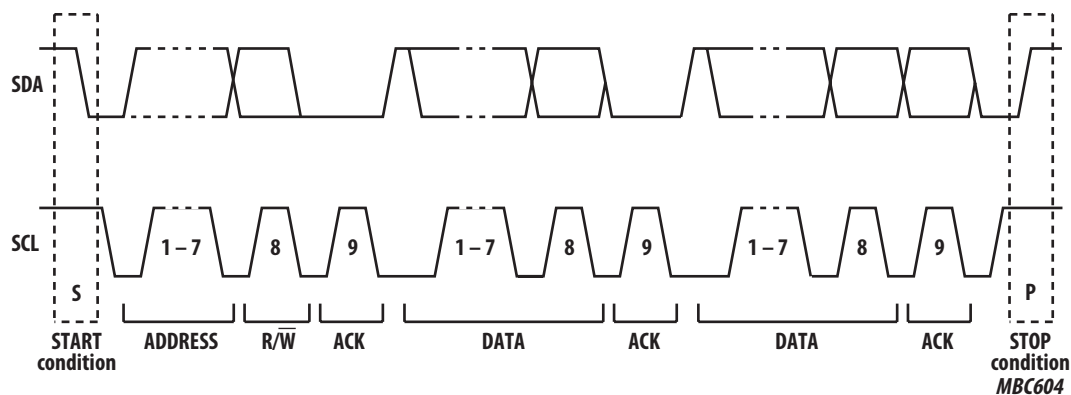 SDA
SCL
1 – 7
8
9
1 – 7
8
9
1 – 7
8
9
S
P
START
condition
ADDRESS
R/W̅
ACK
DATA
ACK
DATA
ACK
STOP
condition
MBC604